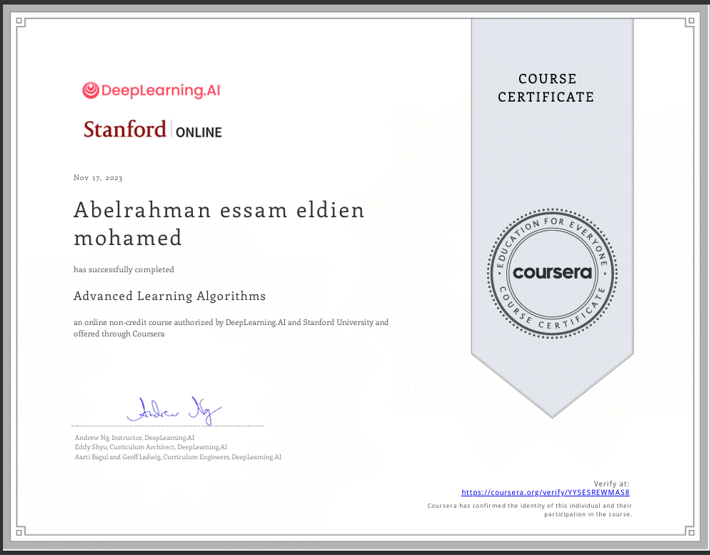 DeepLearning.AI
Stanford | ONLINE
COURSE
CERTIFICATE
Nov 17, 2023
Abelrahman essam eldien
mohamed
has successfully completed
Advanced Learning Algorithms
an online non-credit course authorized by DeepLearning.AI and Stanford University and
offered through Coursera
EDUCATION FOR EVERYONE
coursera
COURSE CERTIFICATE
Andrew Ng
Andrew Ng, Instructor, DeepLearning.AI
Eddy Shyu, Curriculum Architect, DeepLearning.AI
Aarti Bagul and Geoff Ladwig, Curriculum Engineers, DeepLearning.AI
Verify at:
https://coursera.org/verify/YY5ESREWMAS8
Coursera has confirmed the identity of this individual and their
participation in the course.